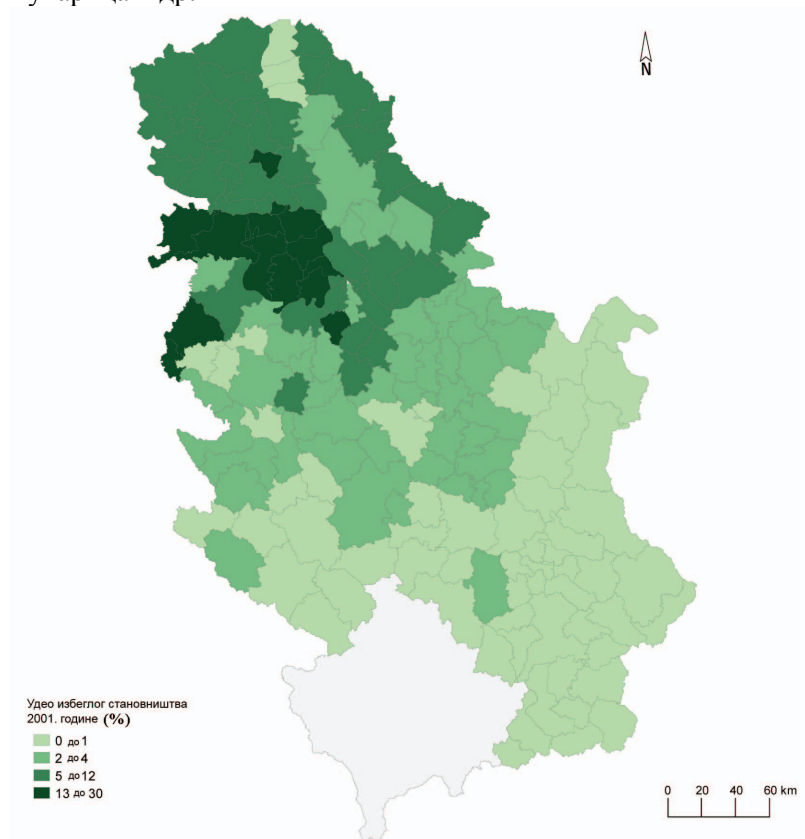 N
Удео избеглог становништва
2001. године (%)
0 до 1
2 до 4
5 до 12
13 до 30
0 20 40 60 km